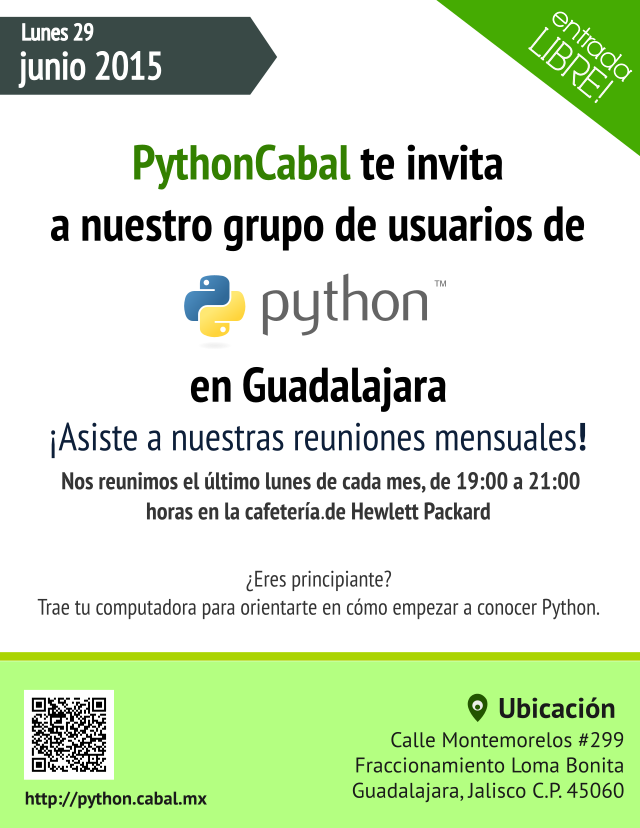 Lunes 29
junio 2015
entrada
LIBRE!
PythonCabal te invita
a nuestro grupo de usuarios de
python™
en Guadalajara
¡Asiste a nuestras reuniones mensuales!
Nos reunimos el último lunes de cada mes, de 19:00 a 21:00
horas en la cafetería de Hewlett Packard
¿Eres principiante?
Trae tu computadora para orientarte en cómo empezar a conocer Python.
Ubicación
Calle Montemorelos #299
Fraccionamiento Loma Bonita
Guadalajara, Jalisco C.P. 45060
http://python.cabal.mx